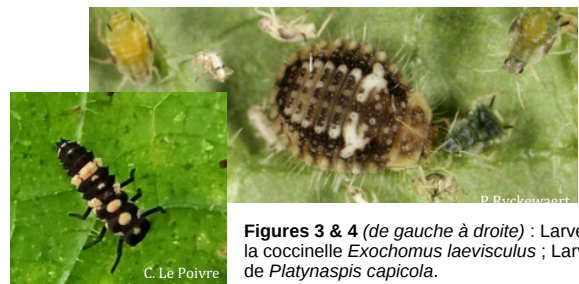 P.Ryckewaert
C. Le Poivre
Figures 3 & 4 (de gauche à droite) : Larve
la coccinelle Exochomus laevisculus ; Larv
de Platynaspis capicola.